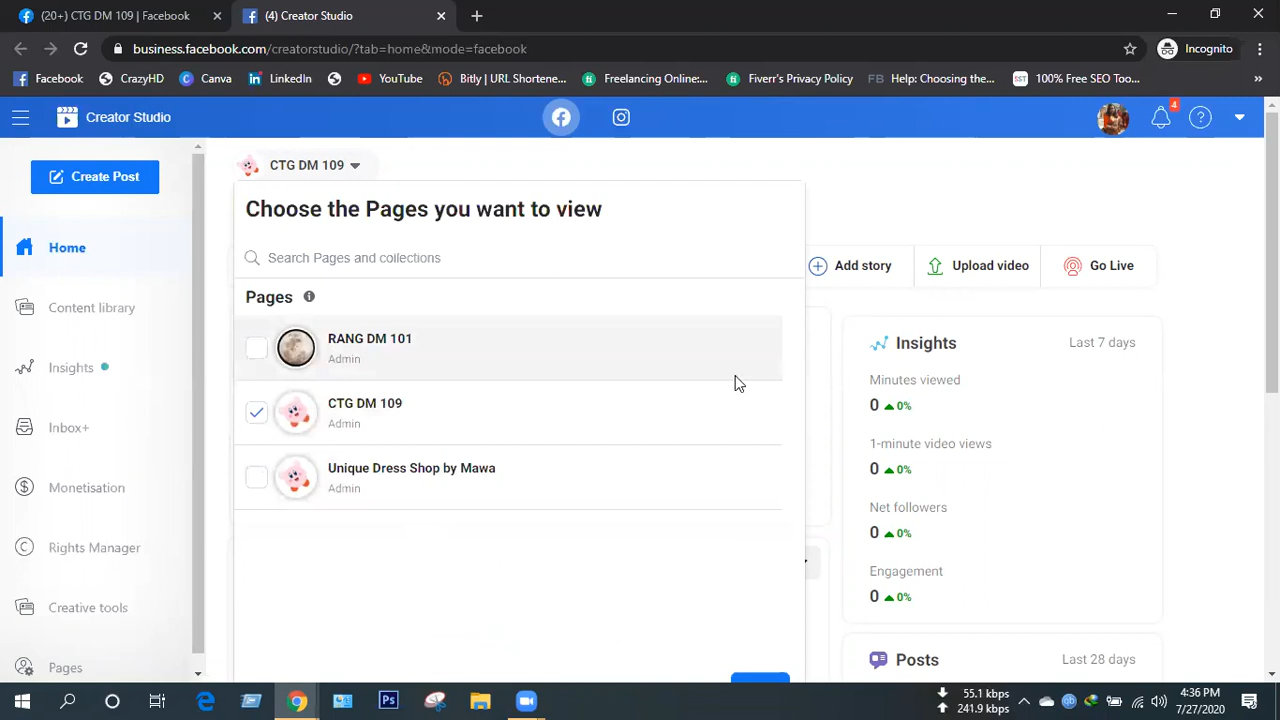 (20+) CTG DM 109 | Facebook
(4) Creator Studio
business.facebook.com/creatorstudio/?tab=home&mode=facebook
Incognito
Facebook
CrazyHD
Canva
LinkedIn
YouTube
Bitly | URL Shortene...
Freelancing Online:...
Fiverr's Privacy Policy
FB Help: Choosing the...
SST 100% Free SEO Too...
»
Creator Studio
4
Create Post
CTG DM 109
Home
Content library
Insights
Inbox+
Monetisation
Rights Manager
Creative tools
Pages
Choose the Pages you want to view
Search Pages and collections
Pages
RANG DM 101
Admin
CTG DM 109
Admin
Unique Dress Shop by Mawa
Admin
Add story
Upload video
Go Live
Insights
Last 7 days
Minutes viewed
0 0%
1-minute video views
0 0%
Net followers
0 0%
Engagement
0 0%
Posts
Last 28 days
55.1 kbps
241.9 kbps
4:36 PM
7/27/2020